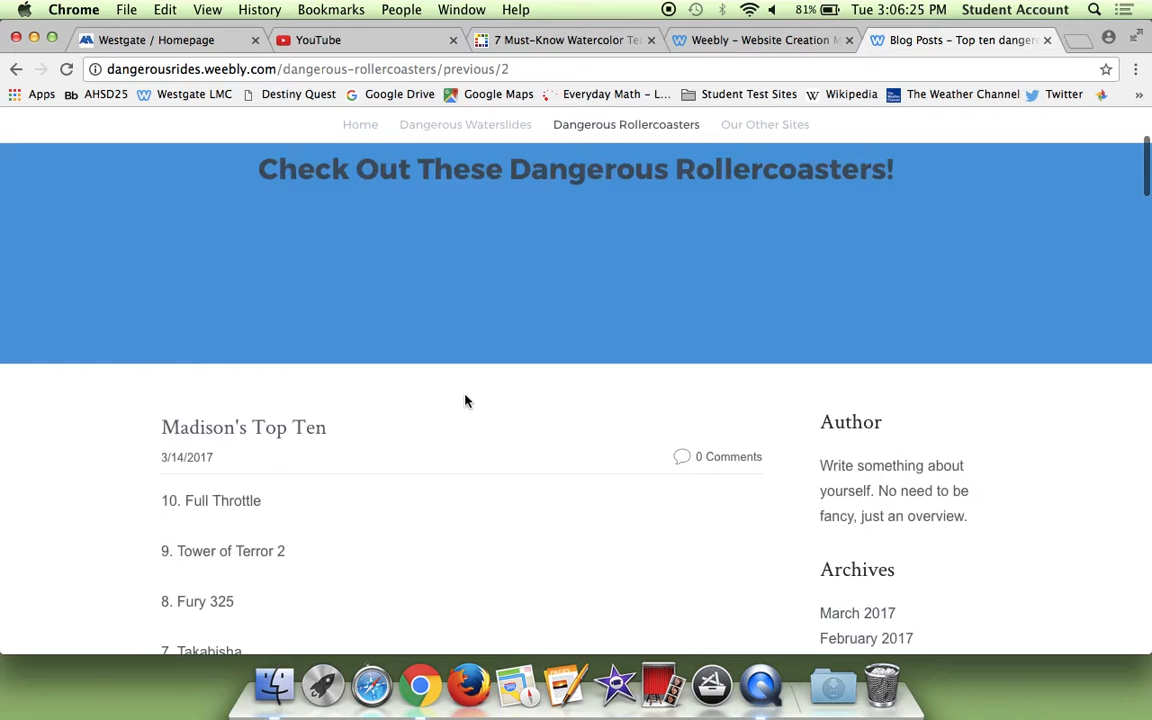 Chrome File Edit View History Bookmarks People Window Help 81% Tue 3:06:25 PM Student Account
Westgate / Homepage × YouTube × 7 Must-Know Watercolor Te × Weebly - Website Creation M × Blog Posts - Top ten danger ×
dangerousrides.weebly.com/dangerous-rollercoasters/previous/2
Apps Bb AHSD25 Westgate LMC Destiny Quest Google Drive Google Maps Everyday Math – L... Student Test Sites Wikipedia The Weather Channel Twitter »
Home Dangerous Waterslides Dangerous Rollercoasters Our Other Sites
Check Out These Dangerous Rollercoasters!
Madison's Top Ten
3/14/2017 0 Comments
10. Full Throttle
9. Tower of Terror 2
8. Fury 325
7. Takabisha
Author
Write something about
yourself. No need to be
fancy, just an overview.
Archives
March 2017
February 2017